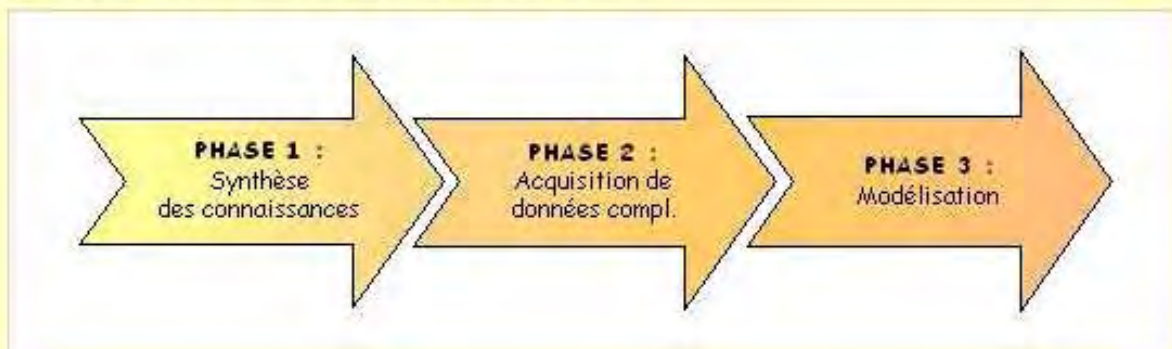 PHASE 1 :
Synthèse
des connaissances
PHASE 2 :
Acquisition de
données compl.
PHASE 3 :
Modélisation